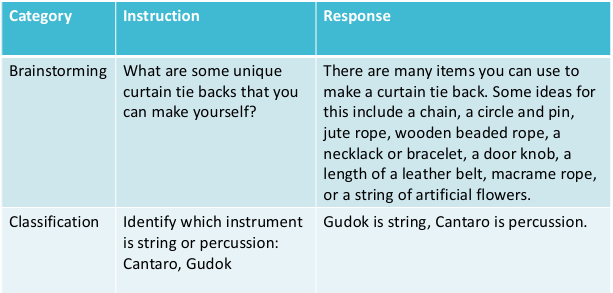 Category
Instruction
Response
Brainstorming
What are some unique
curtain tie backs that you
can make yourself?
There are many items you can use to
make a curtain tie back. Some ideas for
this include a chain, a circle and pin,
jute rope, wooden beaded rope, a
necklack or bracelet, a door knob, a
length of a leather belt, macrame rope,
or a string of artificial flowers.
Classification
Identify which instrument
is string or percussion:
Cantaro, Gudok
Gudok is string, Cantaro is percussion.